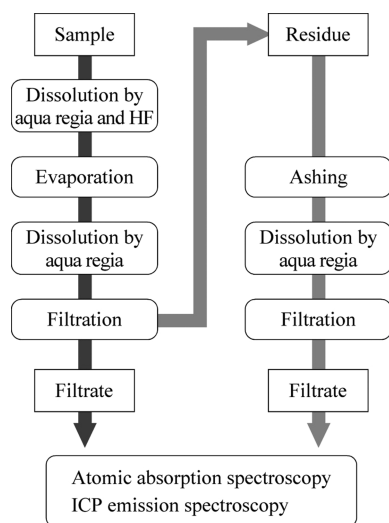 Sample
Dissolution by
aqua regia and HF
Evaporation
Dissolution by
aqua regia
Filtration
Filtrate
Residue
Ashing
Dissolution by
aqua regia
Filtration
Filtrate
Atomic absorption spectroscopy
ICP emission spectroscopy